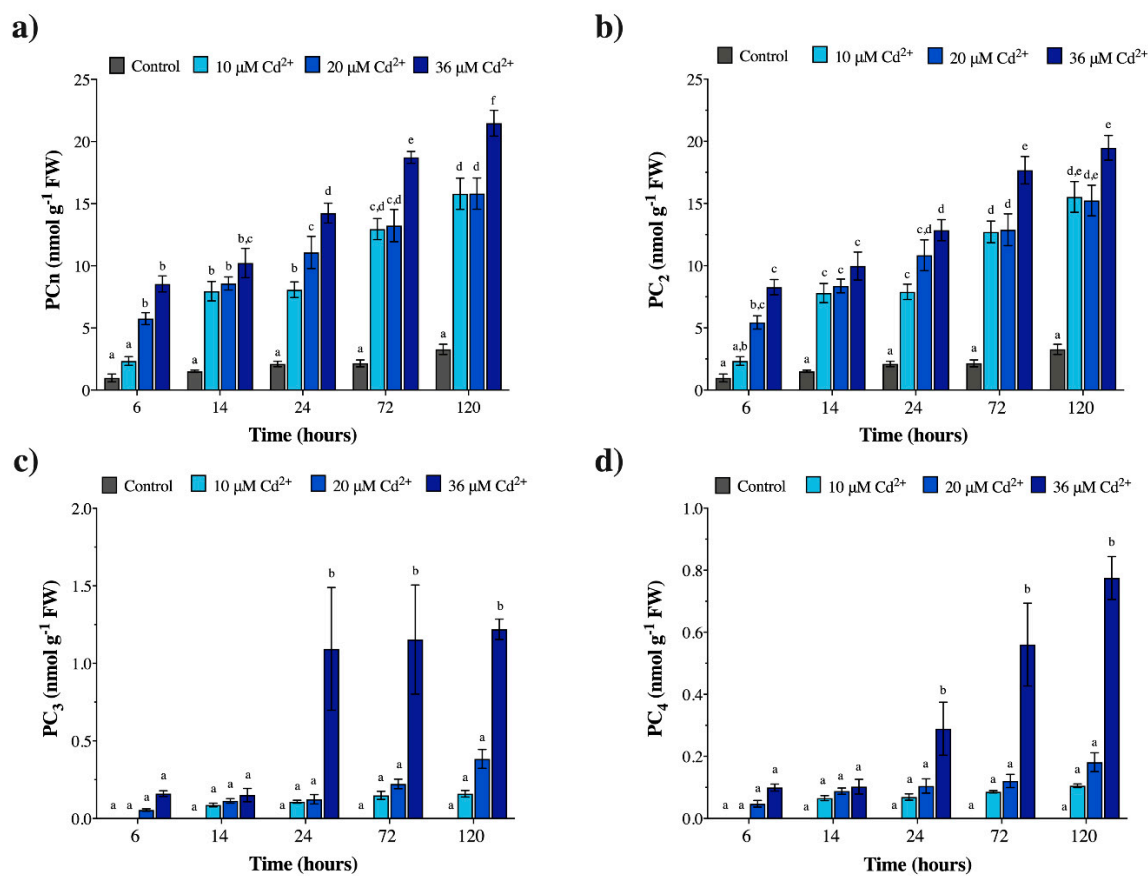 a)
Control 10 μM Cd²⁺ 20 μM Cd²⁺ 36 μM Cd²⁺
PCn (nmol g⁻¹ FW)
25
20
15
10
5
0
a a b b
a b b b,c
a b c d
a c,d c,d e
a d d f
6 14 24 72 120
Time (hours)
b)
Control 10 μM Cd²⁺ 20 μM Cd²⁺ 36 μM Cd²⁺
PC₂ (nmol g⁻¹ FW)
25
20
15
10
5
0
a a,b b,c c
a c c c
a c c,d d
a d d e
a d,e d,e e
6 14 24 72 120
Time (hours)
c)
Control 10 μM Cd²⁺ 20 μM Cd²⁺ 36 μM Cd²⁺
PC₃ (nmol g⁻¹ FW)
2.0
1.5
1.0
0.5
0.0
a a a a
a a a a
a a a b
a a a b
a a a b
6 14 24 72 120
Time (hours)
d)
Control 10 μM Cd²⁺ 20 μM Cd²⁺ 36 μM Cd²⁺
PC₄ (nmol g⁻¹ FW)
1.0
0.8
0.6
0.4
0.2
0.0
a a a a
a a a a
a a a b
a a a b
a a a b
6 14 24 72 120
Time (hours)